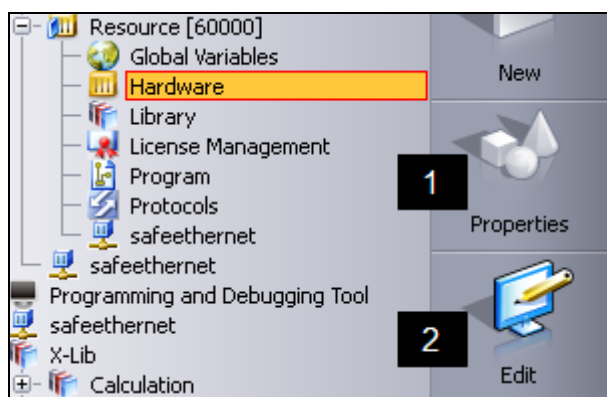 Resource [60000]
Global Variables
Hardware
Library
License Management
Program
Protocols
safeethernet
safeethernet
Programming and Debugging Tool
safeethernet
X-Lib
Calculation
New
1
Properties
2
Edit